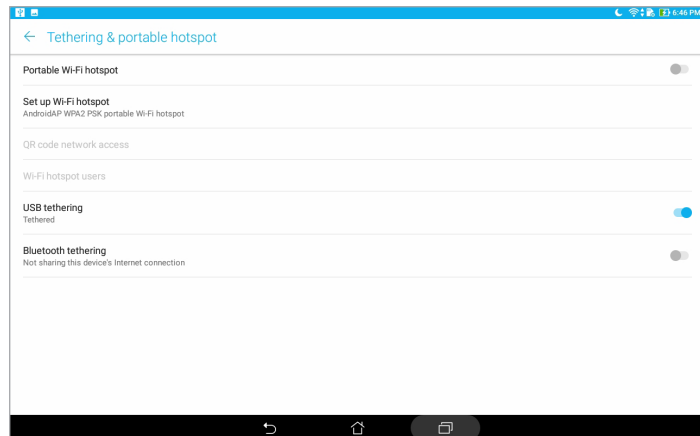 6:46 PM
Tethering & portable hotspot
Portable Wi-Fi hotspot
Set up Wi-Fi hotspot
AndroidAP WPA2 PSK portable Wi-Fi hotspot
QR code network access
Wi-Fi hotspot users
USB tethering
Tethered
Bluetooth tethering
Not sharing this device's Internet connection